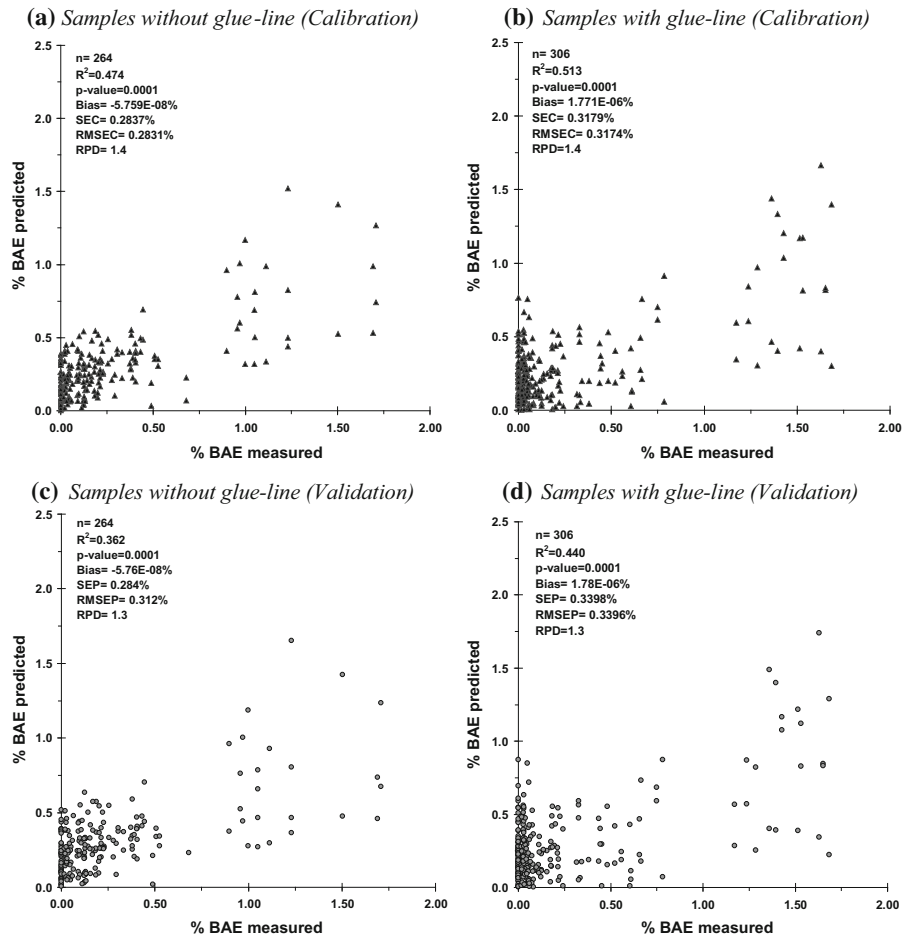 (a) Samples without glue-line (Calibration)
n= 264
R²=0.474
p-value=0.0001
Bias= -5.759E-08%
SEC= 0.2837%
RMSEC= 0.2831%
RPD= 1.4
2.5
2.0
1.5
1.0
0.5
0.0
% BAE predicted
0.00 0.50 1.00 1.50 2.00
% BAE measured
(b) Samples with glue-line (Calibration)
n= 306
R²=0.513
p-value=0.0001
Bias= 1.771E-06%
SEC= 0.3179%
RMSEC= 0.3174%
RPD=1.4
2.5
2.0
1.5
1.0
0.5
0.0
% BAE predicted
0.00 0.50 1.00 1.50 2.00
% BAE measured
(c) Samples without glue-line (Validation)
n= 264
R²=0.362
p-value=0.0001
Bias= -5.76E-08%
SEP= 0.284%
RMSEP= 0.312%
RPD= 1.3
2.5
2.0
1.5
1.0
0.5
0.0
% BAE predicted
0.00 0.50 1.00 1.50 2.00
% BAE measured
(d) Samples with glue-line (Validation)
n= 306
R²=0.440
p-value=0.0001
Bias= 1.78E-06%
SEP= 0.3398%
RMSEP= 0.3396%
RPD=1.3
2.5
2.0
1.5
1.0
0.5
0.0
% BAE predicted
0.00 0.50 1.00 1.50 2.00
% BAE measured